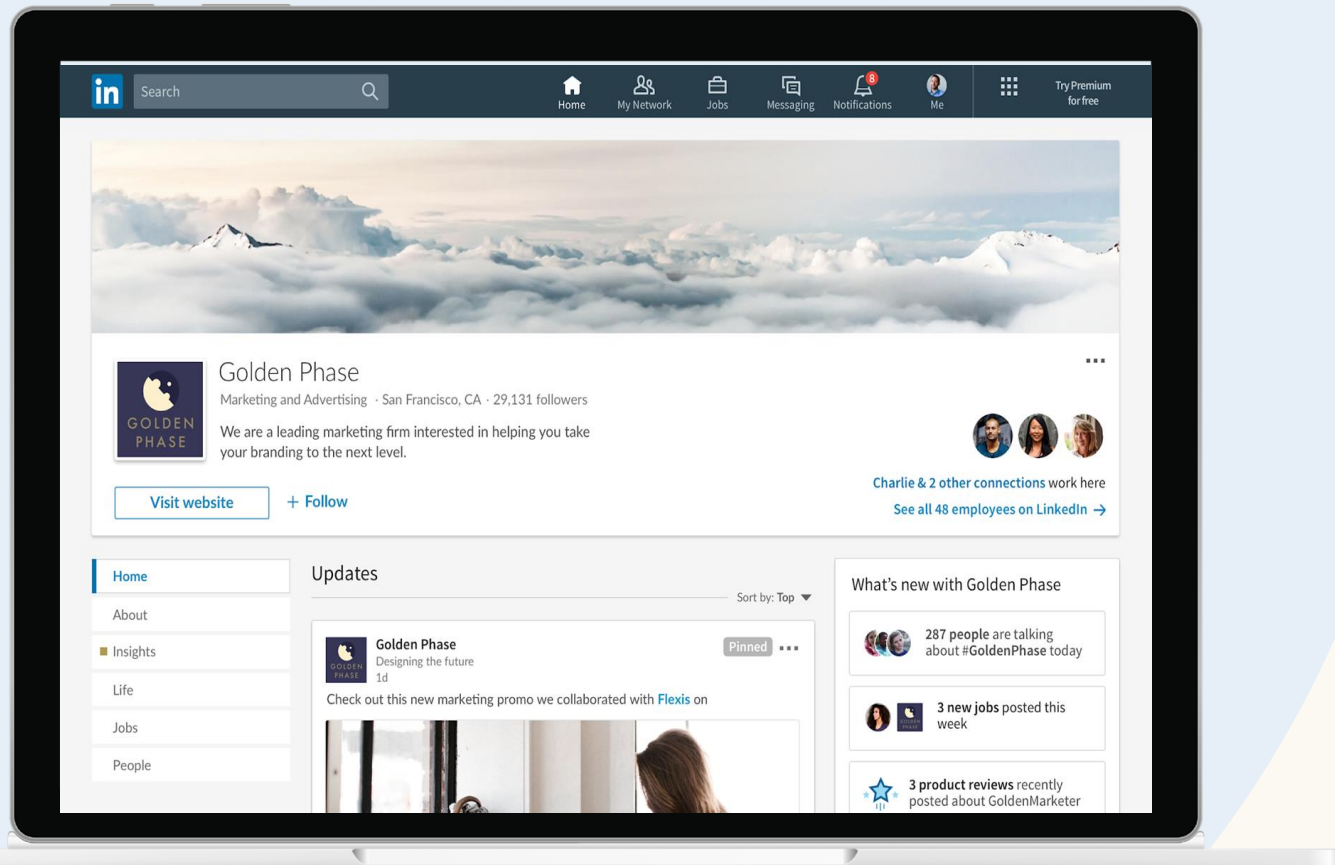 in
Search
Home
My Network
Jobs
Messaging
Notifications
8
Me
Try Premium
for free
Golden Phase
Marketing and Advertising · San Francisco, CA · 29,131 followers
We are a leading marketing firm interested in helping you take
your branding to the next level.
GOLDEN
PHASE
Visit website
+ Follow
Charlie & 2 other connections work here
See all 48 employees on LinkedIn →
Home
About
Insights
Life
Jobs
People
Updates
Sort by: Top
GOLDEN
PHASE
Golden Phase
Designing the future
1d
Pinned
Check out this new marketing promo we collaborated with Flexis on
What's new with Golden Phase
287 people are talking
about #GoldenPhase today
3 new jobs posted this
week
3 product reviews recently
posted about GoldenMarketer